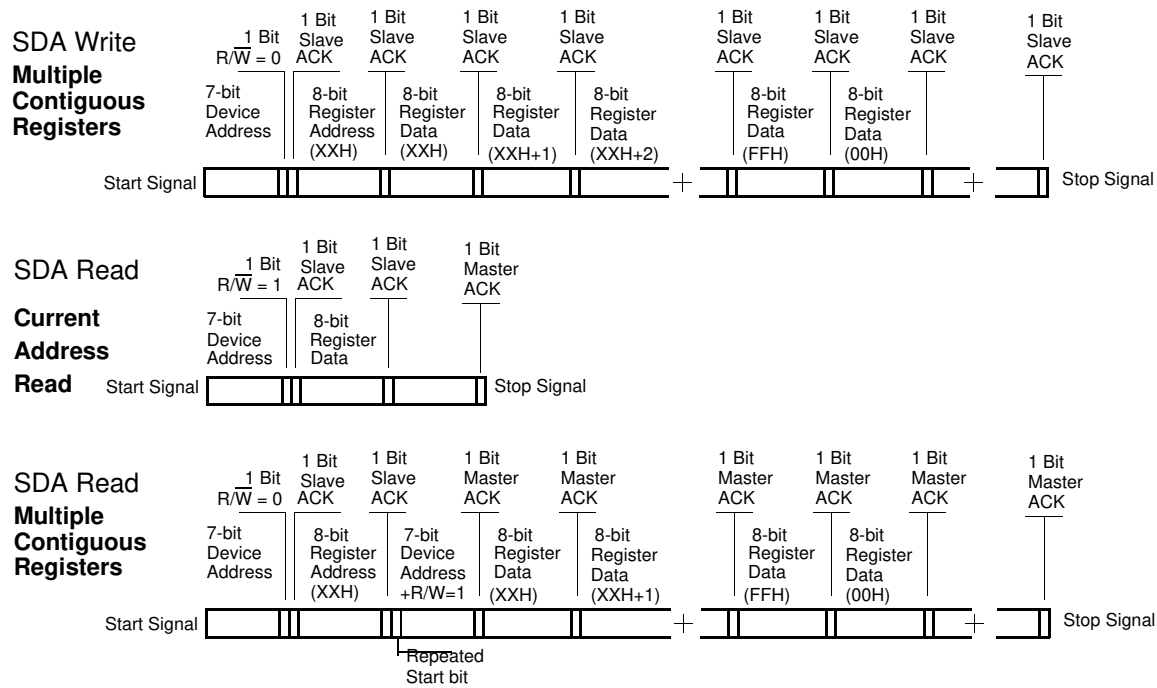 SDA Write
Multiple
Contiguous
Registers
1 Bit
R/W = 0
1 Bit
Slave
ACK
1 Bit
Slave
ACK
1 Bit
Slave
ACK
1 Bit
Slave
ACK
1 Bit
Slave
ACK
1 Bit
Slave
ACK
1 Bit
Slave
ACK
1 Bit
Slave
ACK
7-bit
Device
Address
8-bit
Register
Address
(XXH)
8-bit
Register
Data
(XXH)
8-bit
Register
Data
(XXH+1)
8-bit
Register
Data
(XXH+2)
8-bit
Register
Data
(FFH)
8-bit
Register
Data
(00H)
Start Signal
+
+
Stop Signal
SDA Read
Current
Address
Read
1 Bit
R/W = 1
1 Bit
Slave
ACK
1 Bit
Slave
ACK
1 Bit
Master
ACK
7-bit
Device
Address
8-bit
Register
Data
Start Signal
Stop Signal
SDA Read
Multiple
Contiguous
Registers
1 Bit
R/W = 0
1 Bit
Slave
ACK
1 Bit
Slave
ACK
1 Bit
Master
ACK
1 Bit
Master
ACK
1 Bit
Master
ACK
1 Bit
Master
ACK
1 Bit
Master
ACK
1 Bit
Master
ACK
7-bit
Device
Address
8-bit
Register
Address
(XXH)
7-bit
Device
Address
+R/W=1
8-bit
Register
Data
(XXH)
8-bit
Register
Data
(XXH+1)
8-bit
Register
Data
(FFH)
8-bit
Register
Data
(00H)
Start Signal
+
+
Stop Signal
Repeated
Start bit